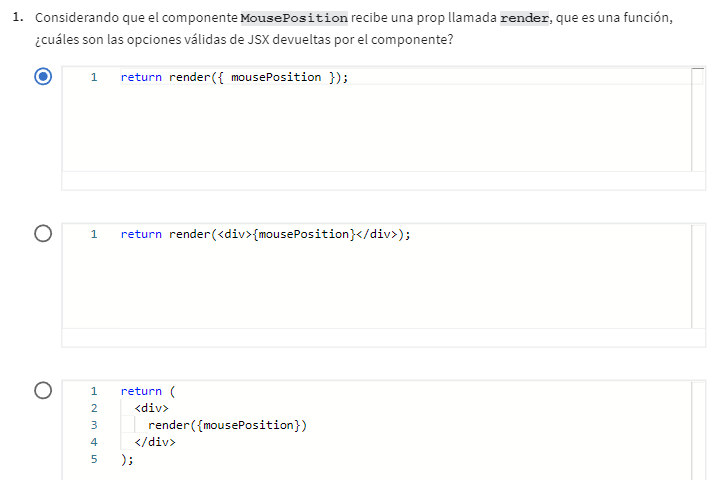 1. Considerando que el componente MousePosition recibe una prop llamada render, que es una función,
¿cuáles son las opciones válidas de JSX devueltas por el componente?
1 return render({ mousePosition });
1 return render(<div>{mousePosition}</div>);
1 return (
2 <div>
3 render({mousePosition})
4 </div>
5 );